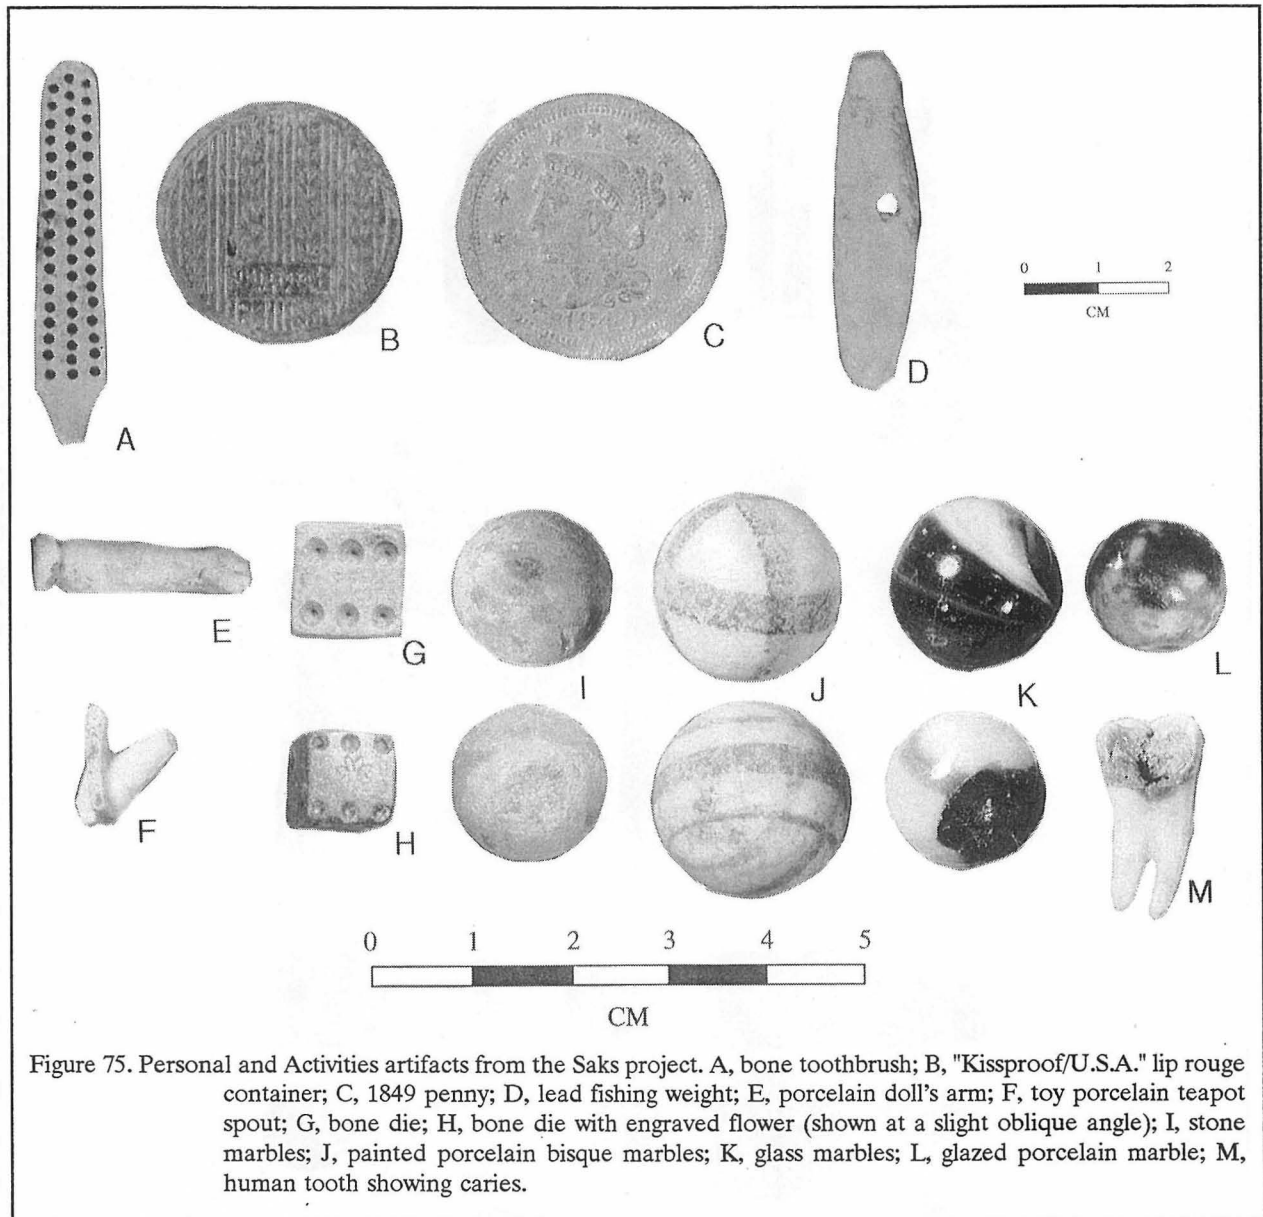 A
B
C
D
0 1 2
CM
E
G
I
J
K
L
F
H
M
0 1 2 3 4 5
CM
Figure 75. Personal and Activities artifacts from the Saks project. A, bone toothbrush; B, "Kissproof/U.S.A." lip rouge
container; C, 1849 penny; D, lead fishing weight; E, porcelain doll's arm; F, toy porcelain teapot
spout; G, bone die; H, bone die with engraved flower (shown at a slight oblique angle); I, stone
marbles; J, painted porcelain bisque marbles; K, glass marbles; L, glazed porcelain marble; M,
human tooth showing caries.